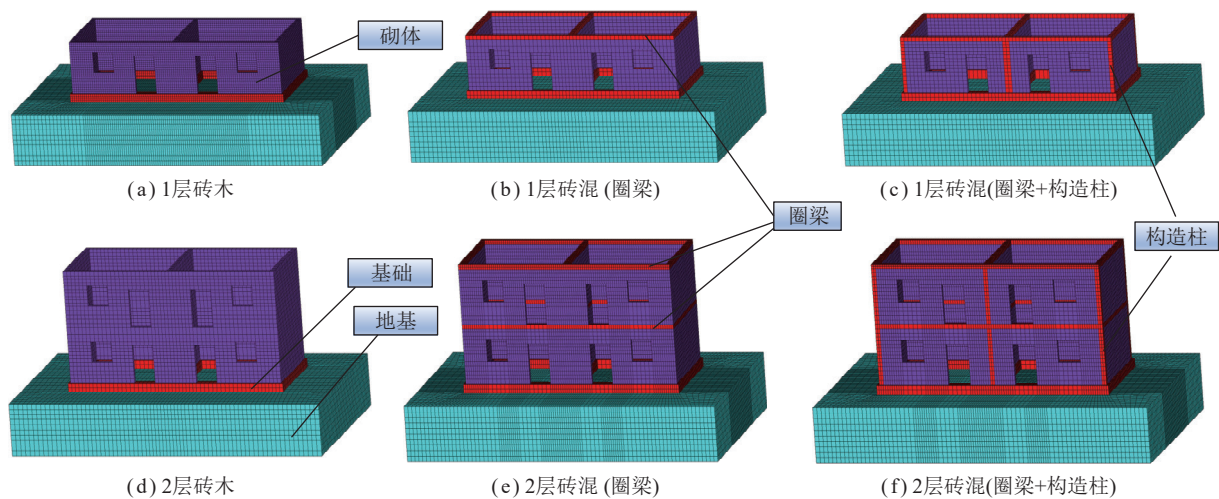 砌体
(a) 1层砖木
(b) 1层砖混 (圈梁)
(c) 1层砖混(圈梁+构造柱)
圈梁
构造柱
基础
地基
(d) 2层砖木
(e) 2层砖混 (圈梁)
(f) 2层砖混(圈梁+构造柱)